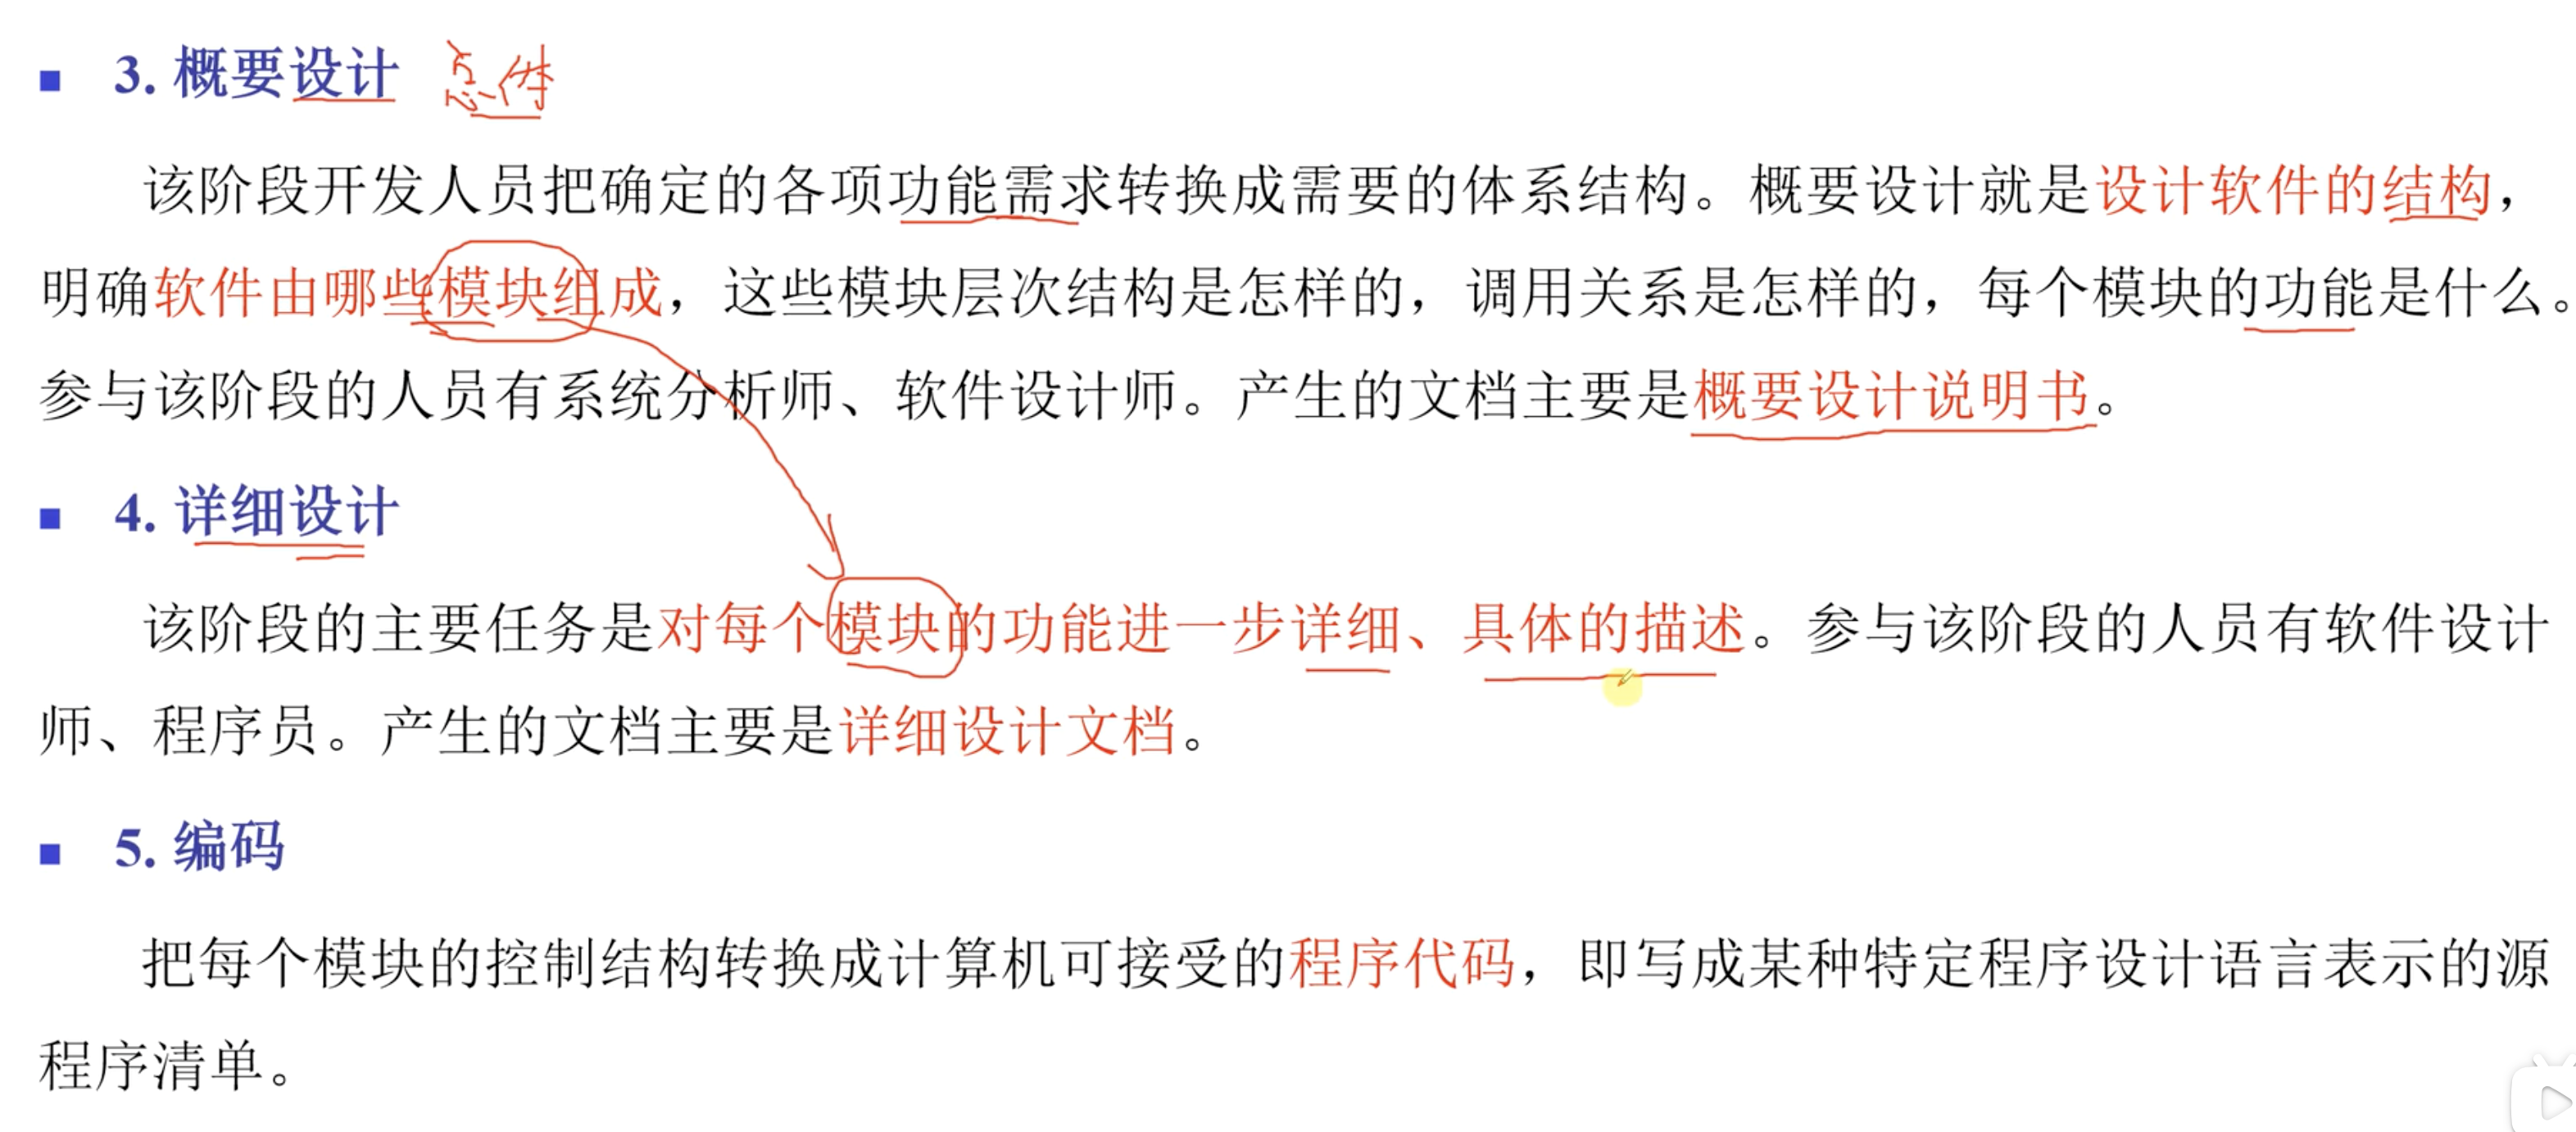 ■ 3. 概要设计
该阶段开发人员把确定的各项功能需求转换成需要的体系结构。概要设计就是设计软件的结构，
明确软件由哪些模块组成，这些模块层次结构是怎样的，调用关系是怎样的，每个模块的功能是什么。
参与该阶段的人员有系统分析师、软件设计师。产生的文档主要是概要设计说明书。
■ 4. 详细设计
该阶段的主要任务是对每个模块的功能进一步详细、具体的描述。参与该阶段的人员有软件设计
师、程序员。产生的文档主要是详细设计文档。
■ 5. 编码
把每个模块的控制结构转换成计算机可接受的程序代码，即写成某种特定程序设计语言表示的源
程序清单。